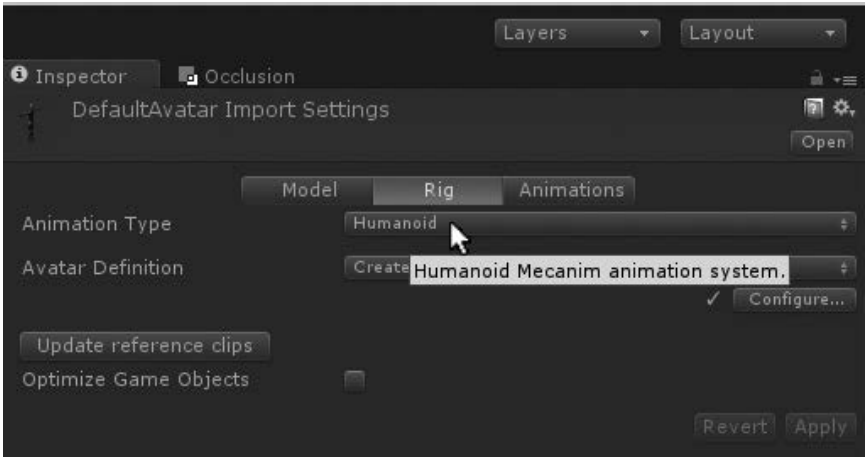 Layers Layout
Inspector Occlusion
DefaultAvatar Import Settings
Open
Model Rig Animations
Animation Type Humanoid
Avatar Definition Create
Humanoid Mecanim animation system.
Configure...
Update reference clips
Optimize Game Objects
Revert Apply